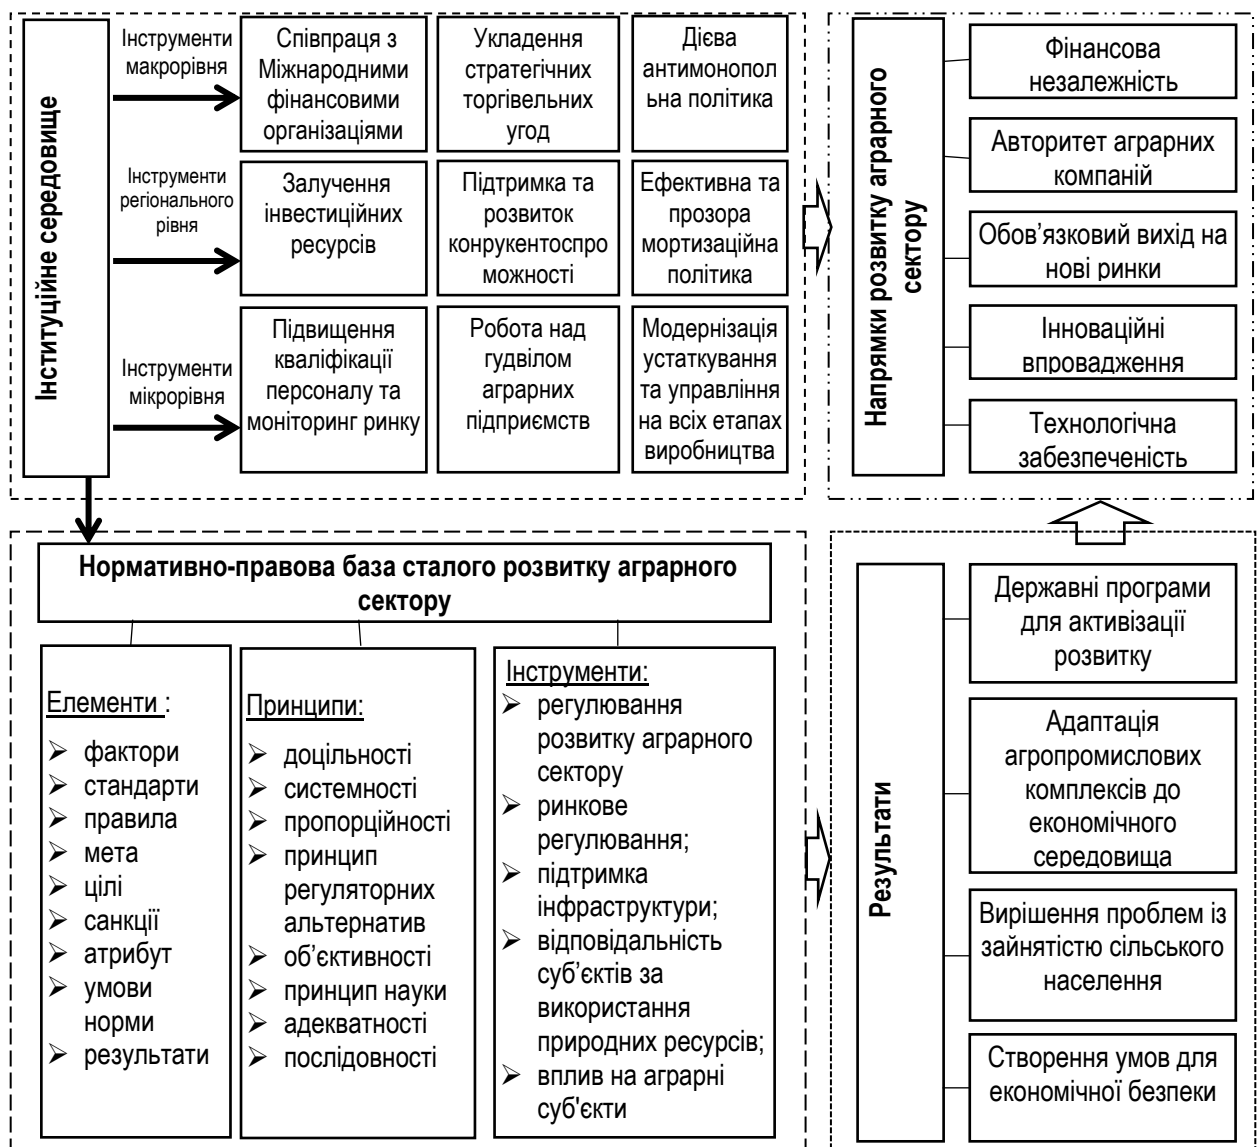 Інституційне середовище
Інструменти
макрорівня
Співпраця з
Міжнародними
фінансовими
організаціями
Укладення
стратегічних
торгівельних
угод
Дієва
антимонопол
ьна політика
Інструменти
регіонального
рівня
Залучення
інвестиційних
ресурсів
Підтримка та
розвиток
конрукентоспро
можності
Ефективна та
прозора
мортизаційна
політика
Інструменти
мікрорівня
Підвищення
кваліфікації
персоналу та
моніторинг ринку
Робота над
гудвілом
аграрних
підприємств
Модернізація
устаткування
та управління
на всіх етапах
виробництва
Напрямки розвитку аграрного
сектору
Фінансова
незалежність
Авторитет аграрних
компаній
Обов’язковий вихід на
нові ринки
Інноваційні
впровадження
Технологічна
забезпеченість
Нормативно-правова база сталого розвитку аграрного
сектору
Елементи :
➢ фактори
➢ стандарти
➢ правила
➢ мета
➢ цілі
➢ санкції
➢ атрибут
➢ умови
норми
➢ результати
Принципи:
➢ доцільності
➢ системності
➢ пропорційності
➢ принцип
регуляторних
альтернатив
➢ об’єктивності
➢ принцип науки
➢ адекватності
➢ послідовності
Інструменти:
➢ регулювання
розвитку аграрного
сектору
➢ ринкове
регулювання;
➢ підтримка
інфраструктури;
➢ відповідальність
суб’єктів за
використання
природних ресурсів;
➢ вплив на аграрні
суб'єкти
Результати
Державні програми
для активізації
розвитку
Адаптація
агропромислових
комплексів до
економічного
середовища
Вирішення проблем із
зайнятістю сільського
населення
Створення умов для
економічної безпеки